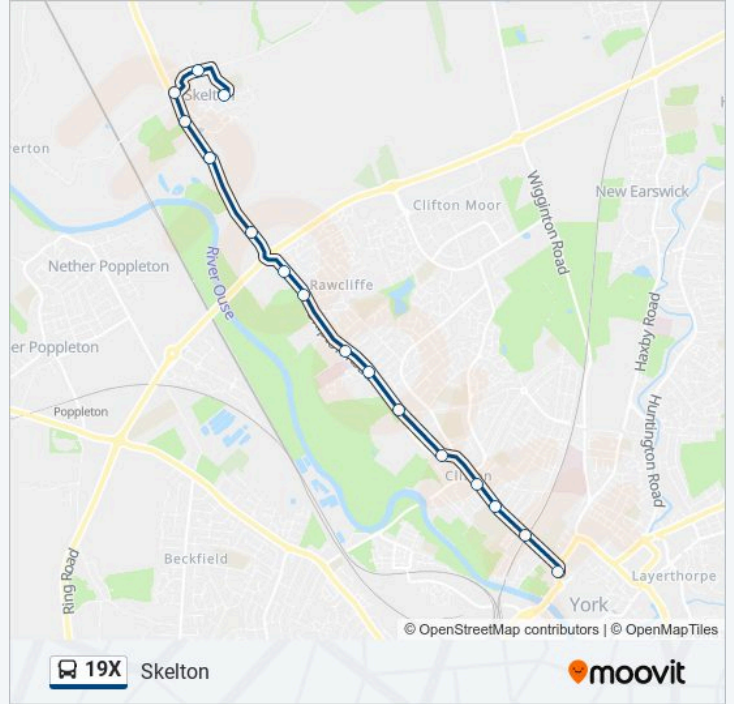 Skelton
erton
Wigginton Road
New Earswick
Clifton Moor
River Ouse
Nether Poppleton
Rawcliffe
Haxby Road
er Poppleton
Poppleton
Huntington Road
Clifton
Beckfield
Ring Road
Layerthorpe
York
© OpenStreetMap contributors | © OpenMapTiles
19X Skelton
moovit